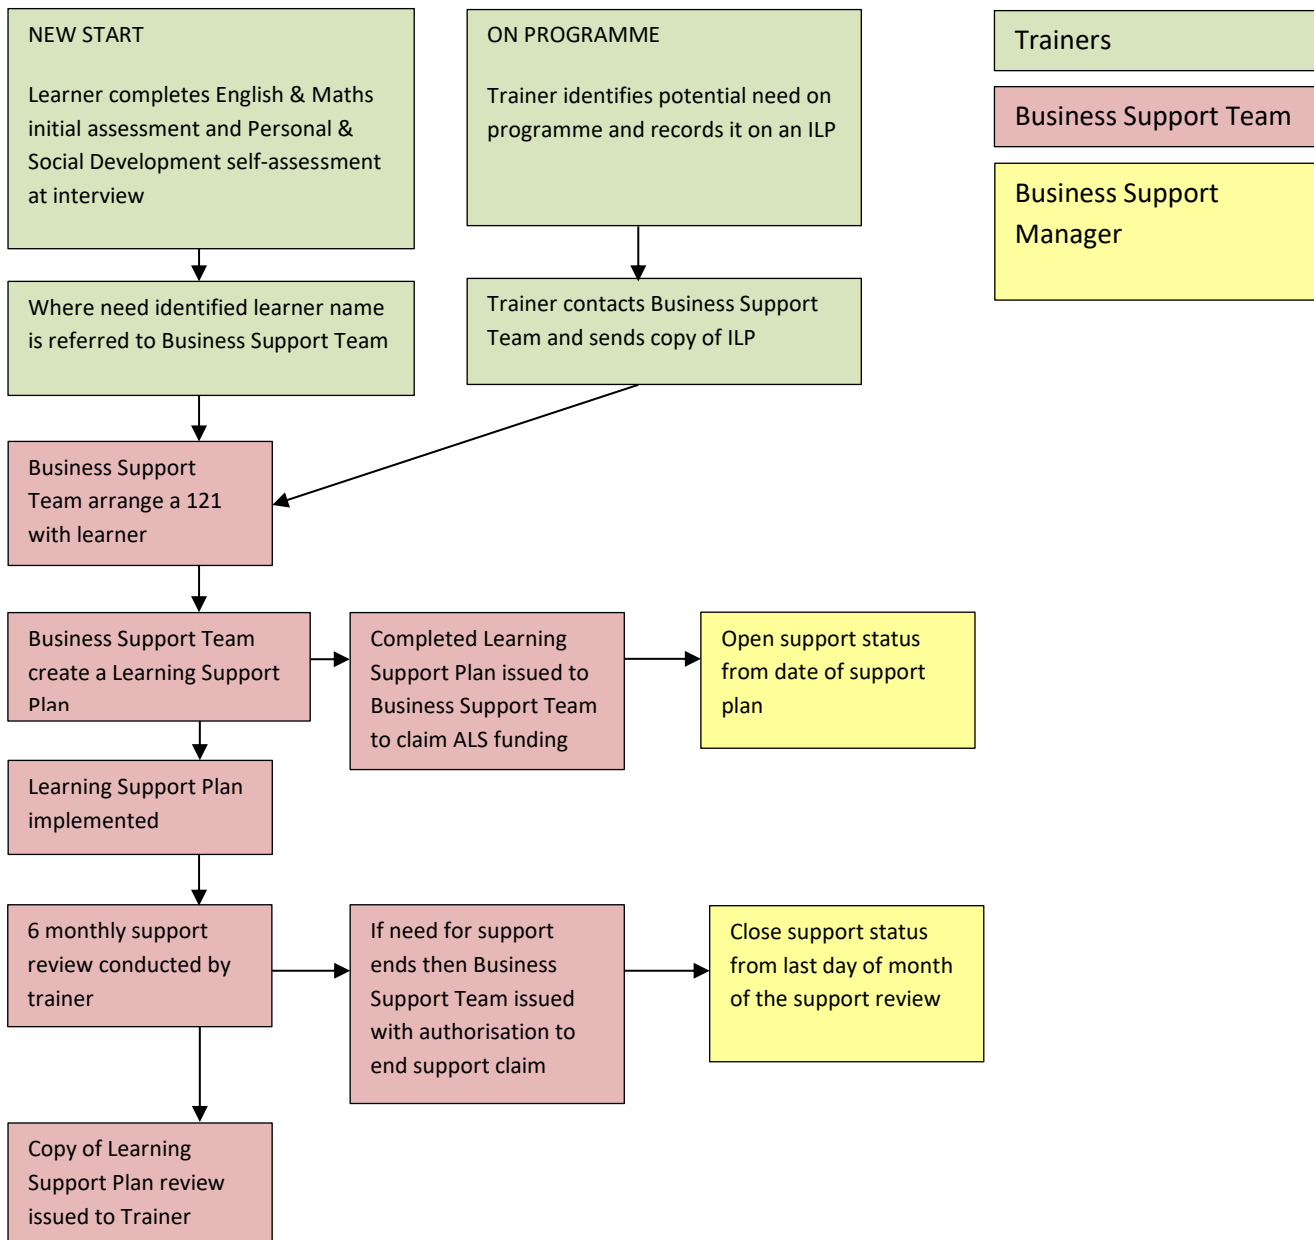 NEW START
Learner completes English & Maths
initial assessment and Personal &
Social Development self-assessment
at interview
ON PROGRAMME
Trainer identifies potential need on
programme and records it on an ILP
Trainers
Business Support Team
Business Support
Manager
Where need identified learner name
is referred to Business Support Team
Trainer contacts Business Support
Team and sends copy of ILP
Business Support
Team arrange a 121
with learner
Business Support Team
create a Learning Support
Plan
Completed Learning
Support Plan issued to
Business Support Team
to claim ALS funding
Open support status
from date of support
plan
Learning Support Plan
implemented
6 monthly support
review conducted by
trainer
If need for support
ends then Business
Support Team issued
with authorisation to
end support claim
Close support status
from last day of month
of the support review
Copy of Learning
Support Plan review
issued to Trainer